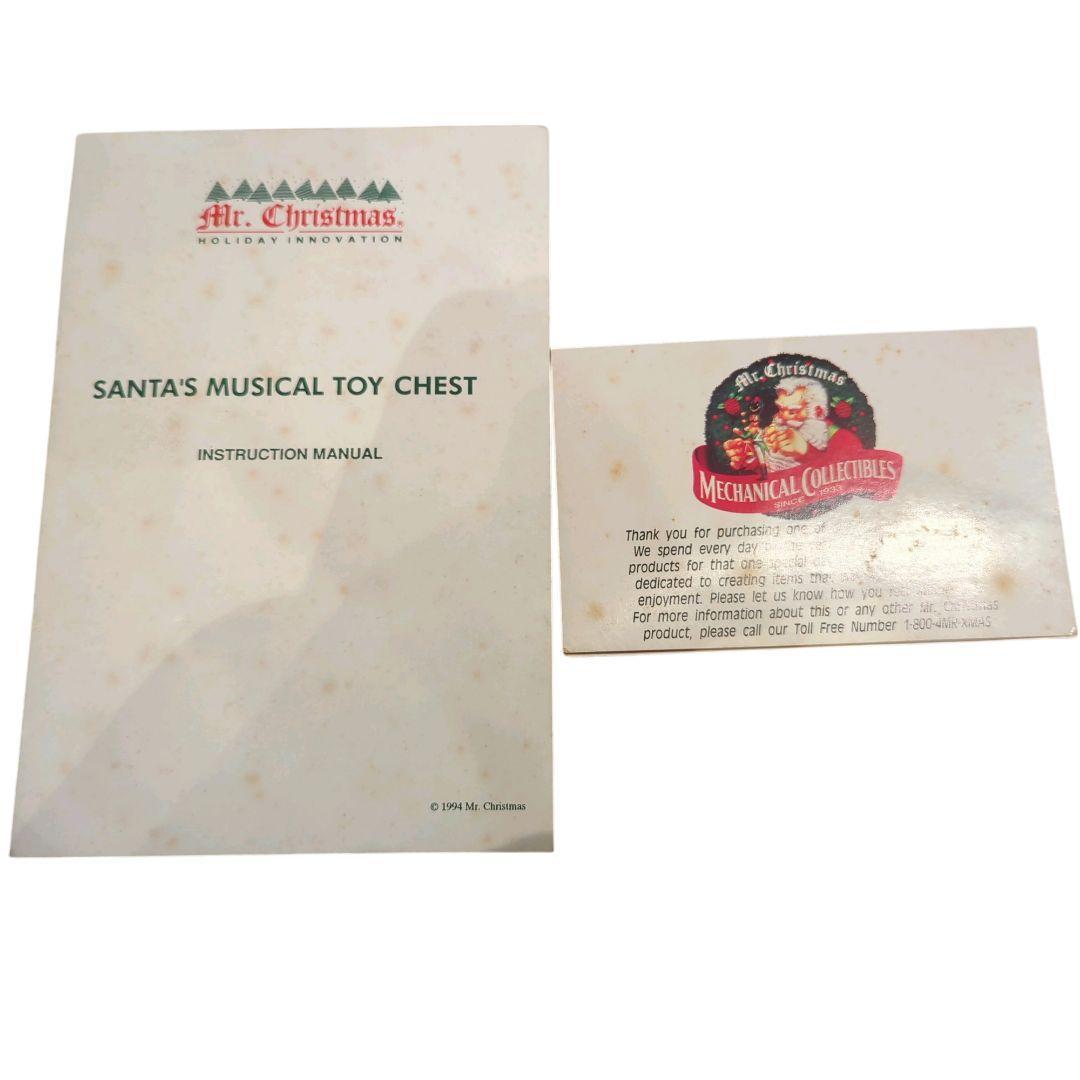 Mr. Christmas®
HOLIDAY INNOVATION
SANTA'S MUSICAL TOY CHEST
INSTRUCTION MANUAL
© 1994 Mr. Christmas
Mr. Christmas
MECHANICAL COLLECTIBLES
SINCE 1933
Thank you for purchasing one of
We spend every day
products for that one special
dedicated to creating items that
enjoyment. Please let us know how you
For more information about this or any other Mr. Christmas
product, please call our Toll Free Number 1-800-4MR-XMAS